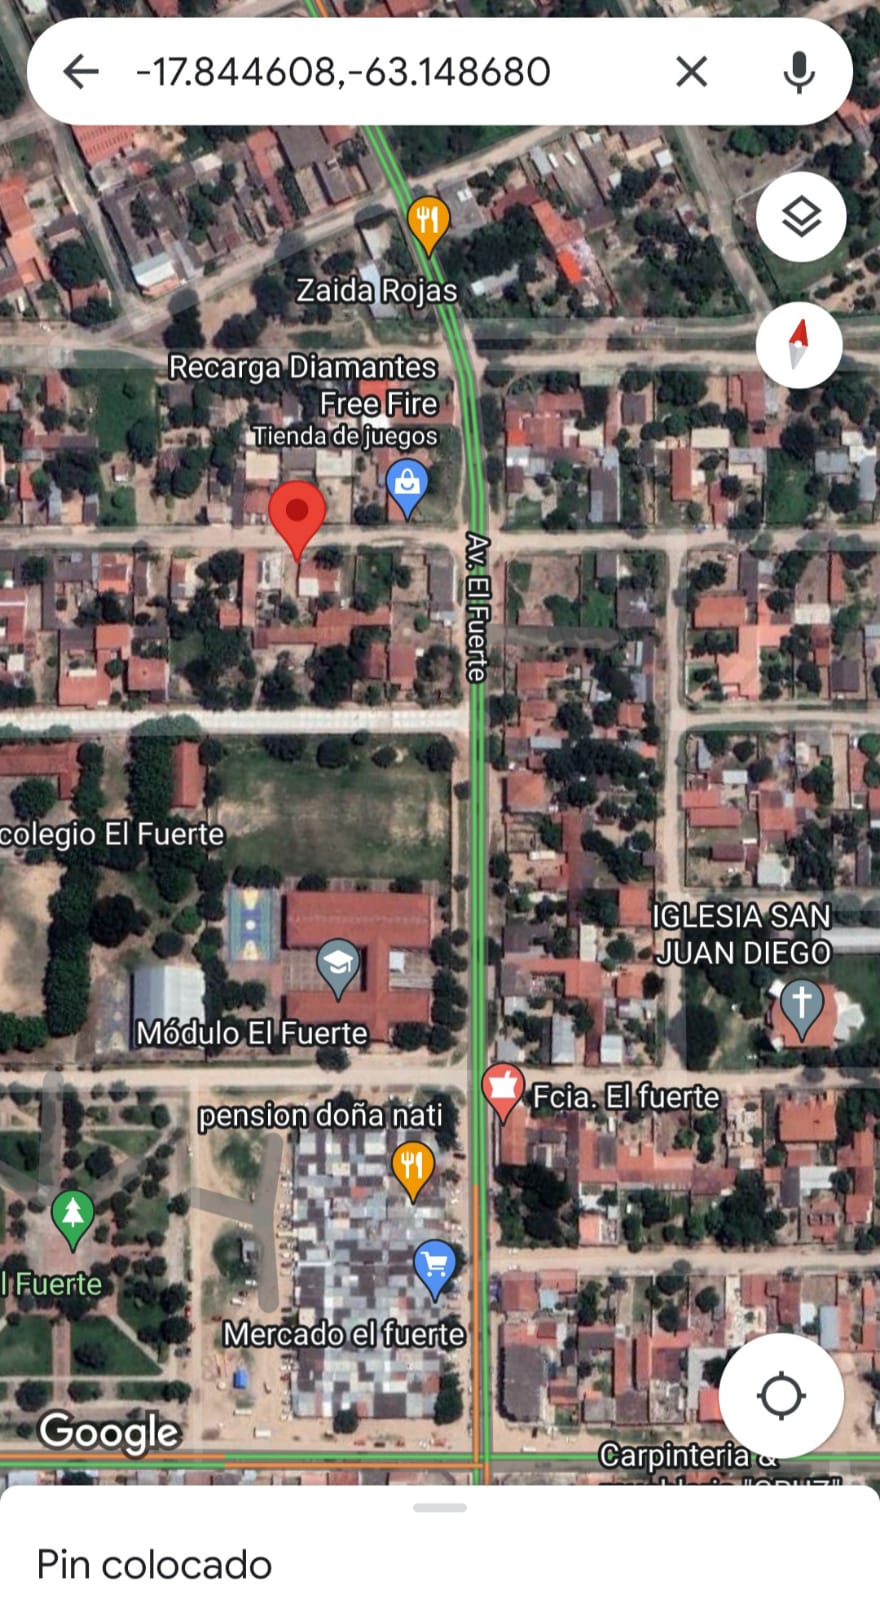 -17.844608,-63.148680
Zaida Rojas
Recarga Diamantes
Free Fire
Tienda de juegos
Av. El Fuerte
colegio El Fuerte
IGLESIA SAN
JUAN DIEGO
Módulo El Fuerte
Fcia. El fuerte
pension doña nati
l Fuerte
Mercado el fuerte
Google
Carpinteria &
Pin colocado